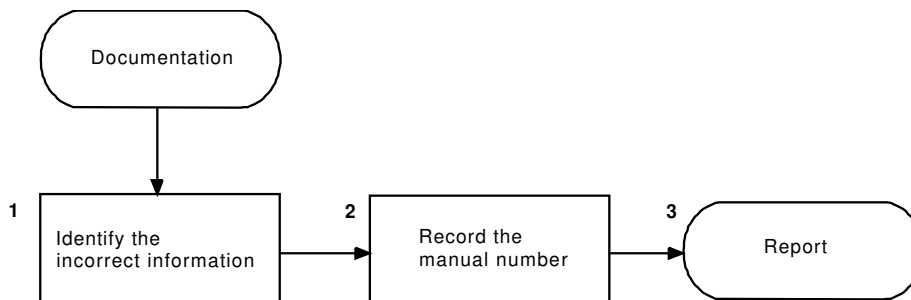 Documentation
1
Identify the
incorrect information
2
Record the
manual number
3
Report